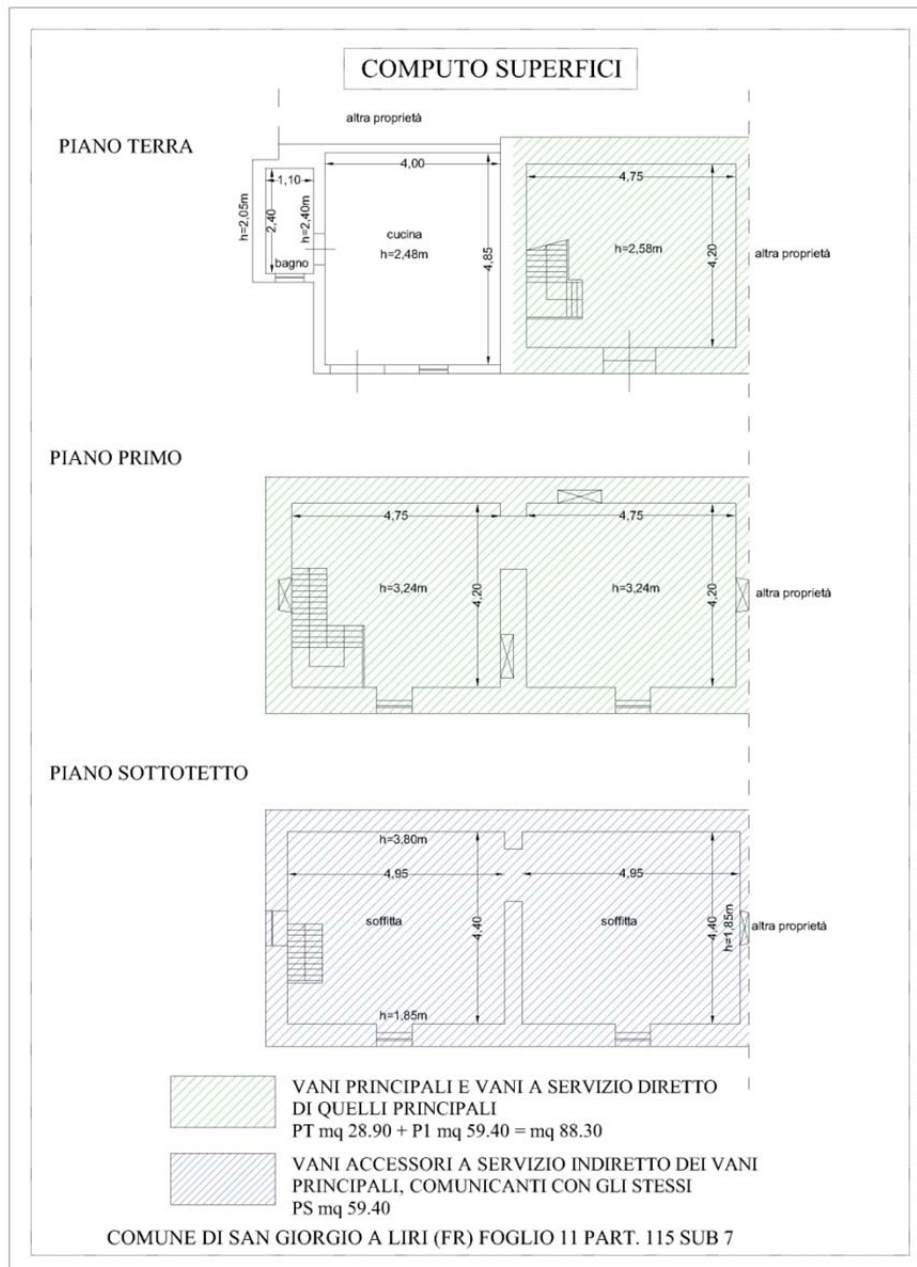 COMPUTO SUPERFICI
altra proprietà
PIANO TERRA
4,00
4,75
1,10
h=2,05m
2,40
h=2,40m
cucina
h=2,48m
4,85
h=2,58m
4,20
altra proprietà
bagno
PIANO PRIMO
4,75
4,75
h=3,24m
4,20
h=3,24m
4,20
altra proprietà
PIANO SOTTOTETTO
h=3,80m
4,95
4,95
soffitta
4,40
soffitta
4,40
h=1,85m
altra proprietà
h=1,85m
VANI PRINCIPALI E VANI A SERVIZIO DIRETTO
DI QUELLI PRINCIPALI
PT mq 28.90 + P1 mq 59.40 = mq 88.30
VANI ACCESSORI A SERVIZIO INDIRETTO DEI VANI
PRINCIPALI, COMUNICANTI CON GLI STESSI
PS mq 59.40
COMUNE DI SAN GIORGIO A LIRI (FR) FOGLIO 11 PART. 115 SUB 7